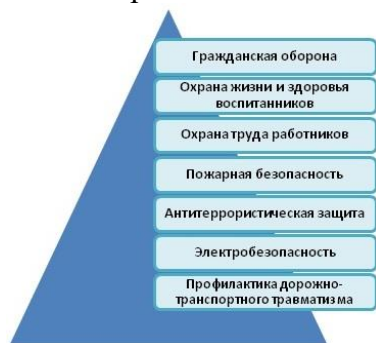 Гражданская оборона
Охрана жизни и здоровья
воспитанников
Охрана труда работников
Пожарная безопасность
Антитеррористическая защита
Электробезопасность
Профилактика дорожно-
транспортного травматизма